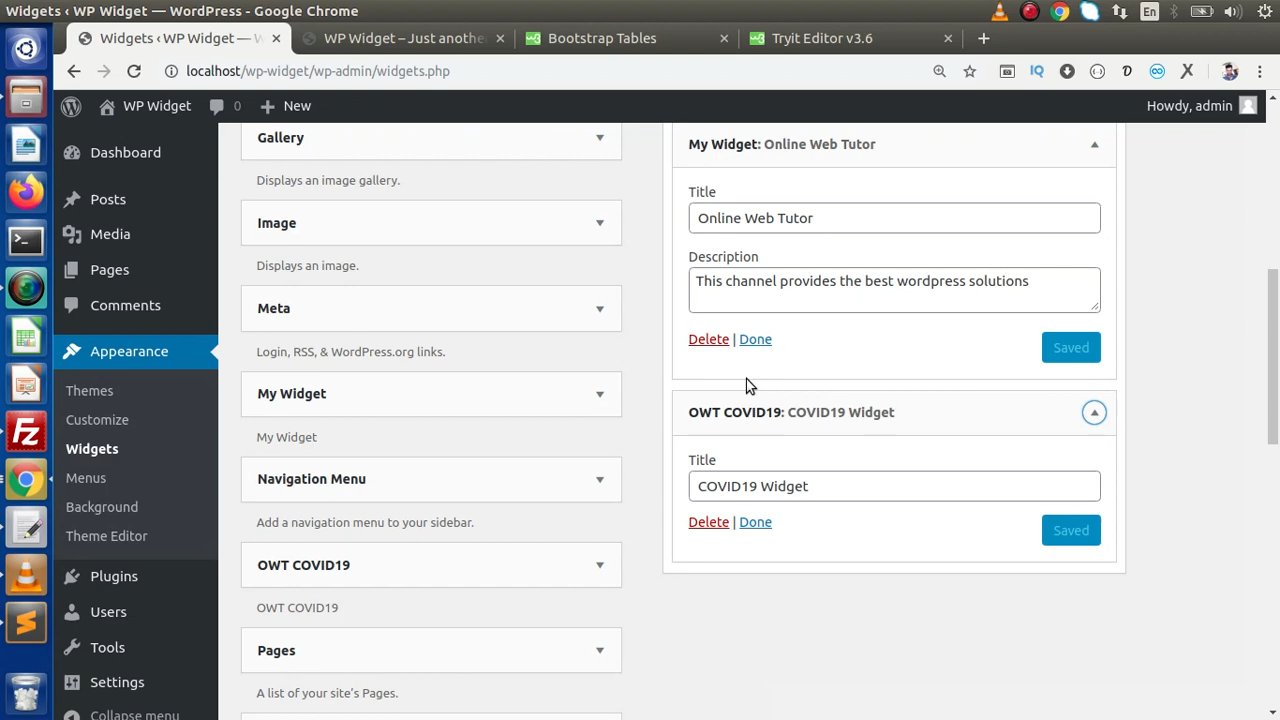 Widgets ‹ WP Widget — WordPress - Google Chrome
En
Widgets ‹ WP Widget —
WP Widget – Just anothe
Bootstrap Tables
Tryit Editor v3.6
localhost/wp-widget/wp-admin/widgets.php
WP Widget
0
New
Howdy, admin
Dashboard
Posts
Media
Pages
Comments
Appearance
Themes
Customize
Widgets
Menus
Background
Theme Editor
Plugins
Users
Tools
Settings
Collapse menu
Gallery
Displays an image gallery.
Image
Displays an image.
Meta
Login, RSS, & WordPress.org links.
My Widget
My Widget
Navigation Menu
Add a navigation menu to your sidebar.
OWT COVID19
OWT COVID19
Pages
A list of your site’s Pages.
My Widget: Online Web Tutor
Title
Online Web Tutor
Description
This channel provides the best wordpress solutions
Delete | Done
Saved
OWT COVID19: COVID19 Widget
Title
COVID19 Widget
Delete | Done
Saved